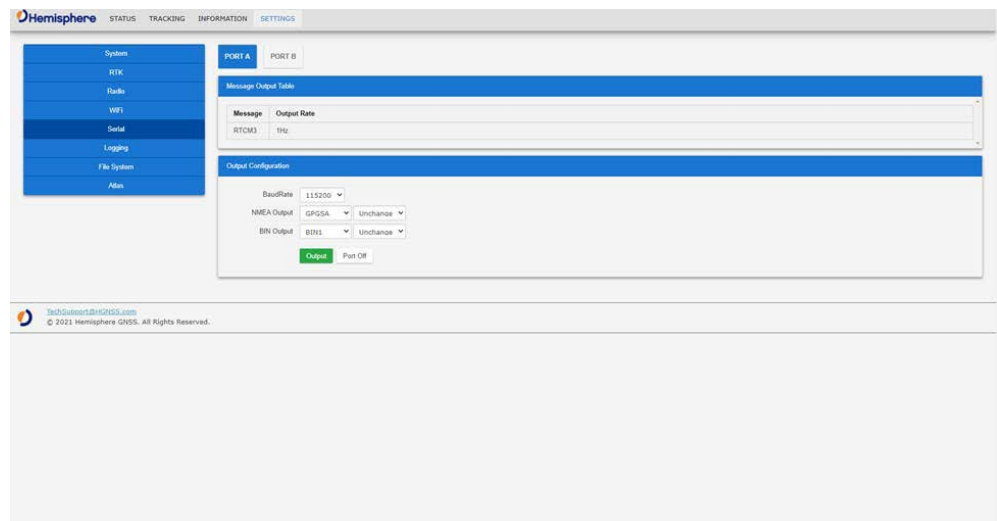 Hemisphere STATUS TRACKING INFORMATION SETTINGS
System
RTK
Radio
WiFi
Serial
Logging
File System
Atlas
PORT A PORT B
Message Output Table
Message Output Rate
RTCM3 1Hz
Output Configuration
BaudRate 115200
NMEA Output GPGSA Unchange
BIN Output BIN1 Unchange
Output Port Off
TechSupport@HGNSS.com
© 2021 Hemisphere GNSS. All Rights Reserved.